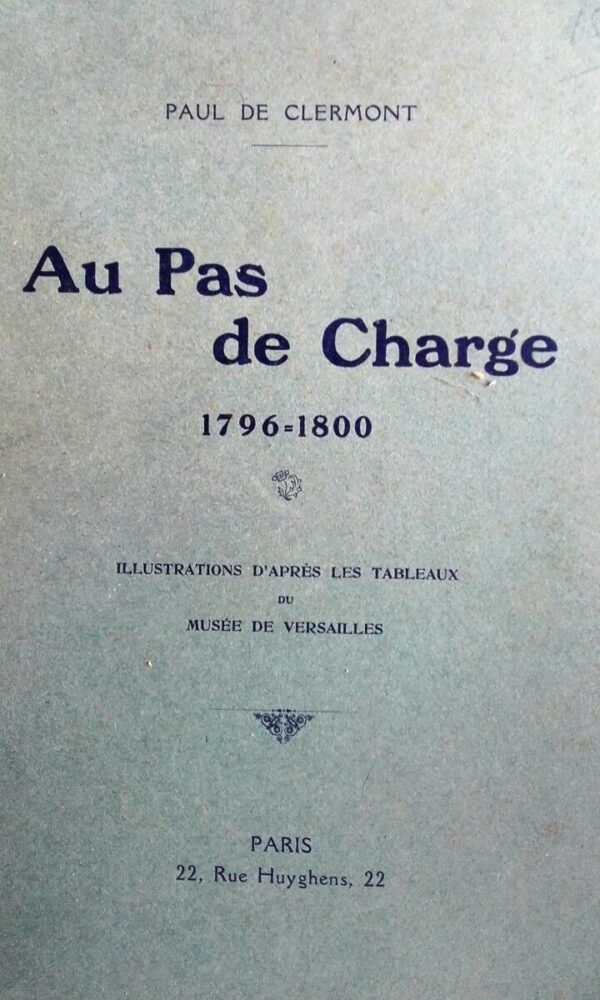 PAUL DE CLERMONT
Au Pas
de Charge
1796=1800
ILLUSTRATIONS D'APRÈS LES TABLEAUX
DU
MUSÉE DE VERSAILLES
PARIS
22, Rue Huyghens, 22